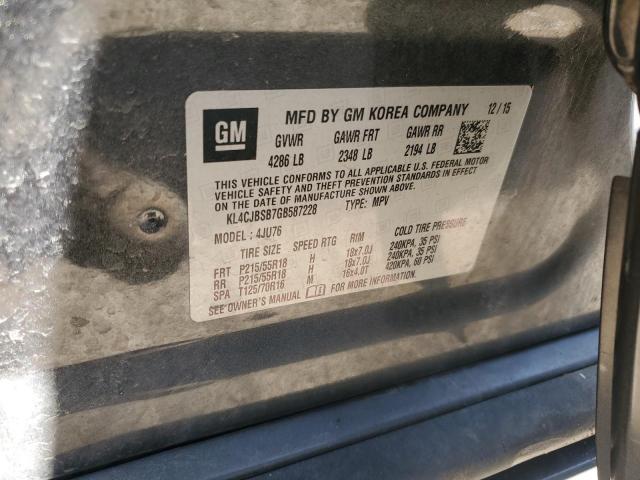 GM
MFD BY GM KOREA COMPANY 12/15
GVWR GAWR FRT GAWR RR
4286 LB 2348 LB 2194 LB
THIS VEHICLE CONFORMS TO ALL APPLICABLE U.S. FEDERAL MOTOR
VEHICLE SAFETY AND THEFT PREVENTION STANDARDS IN EFFECT
ON THE DATE OF MANUFACTURE SHOWN ABOVE.
KL4CJBSB7GB587228 TYPE: MPV
MODEL: 4JU76
TIRE SIZE SPEED RTG RIM COLD TIRE PRESSURE
FRT P215/55R18 H 18x7.0J 240KPA, 35 PSI
RR P215/55R18 H 18x7.0J 240KPA, 35 PSI
SPA T125/70R16 M 16x4.0T 420KPA, 60 PSI
SEE OWNER'S MANUAL FOR MORE INFORMATION.